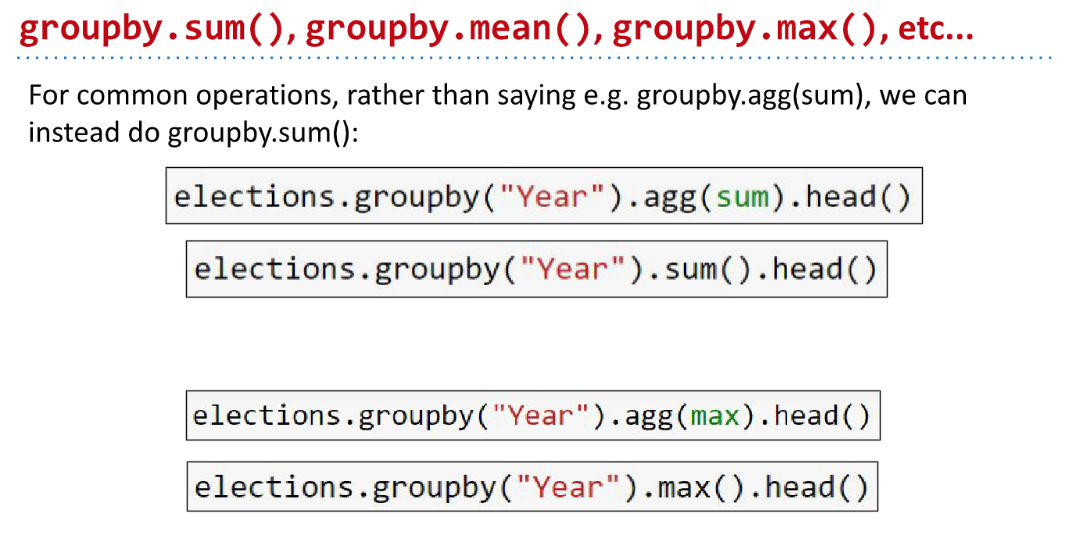 groupby.sum(), groupby.mean(), groupby.max(), etc...
For common operations, rather than saying e.g. groupby.agg(sum), we can
instead do groupby.sum():
elections.groupby("Year").agg(sum).head()
elections.groupby("Year").sum().head()
elections.groupby("Year").agg(max).head()
elections.groupby("Year").max().head()